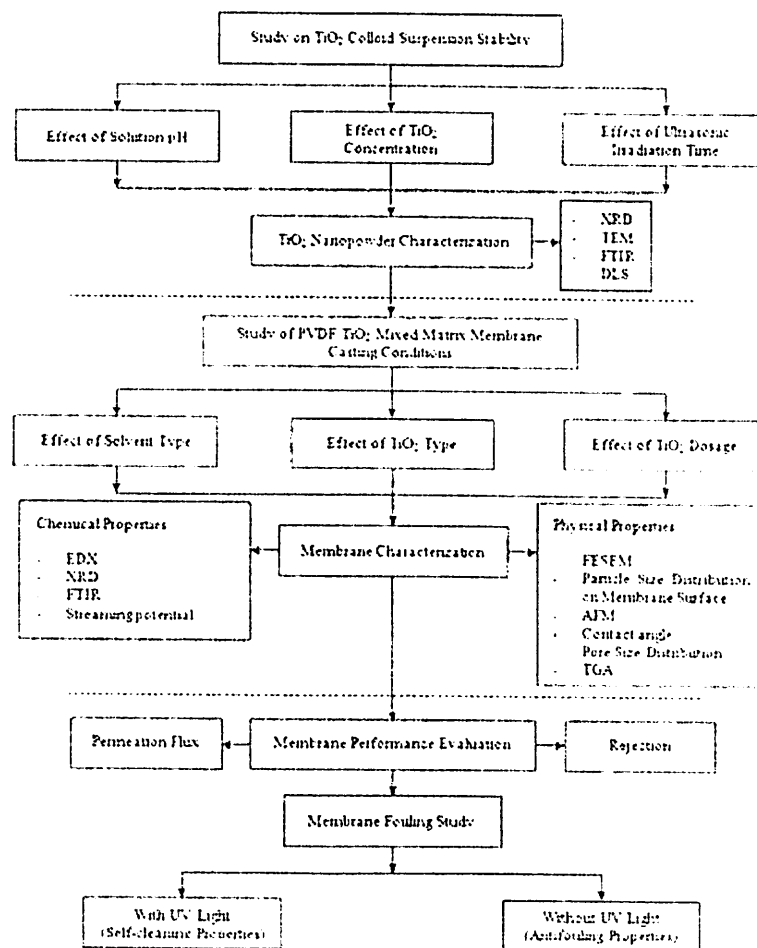 Study on TiO₂ Colloid Suspension Stability
Effect of Solution pH
Effect of TiO₂
Concentration
Effect of Ultrasonic
Irradiation Time
TiO₂ Nanopowder Characterization
- XRD
- TEM
- FTIR
DLS
Study of PVDF TiO₂ Mixed Matrix Membrane
Casting Conditions
Effect of Solvent Type
Effect of TiO₂ Type
Effect of TiO₂ Dosage
Chemical Properties
- EDX
- XRD
- FTIR
- Streaming potential
Membrane Characterization
Physical Properties
- FESEM
- Particle Size Distribution
on Membrane Surface
- AFM
- Contact angle
Pore Size Distribution
- TGA
Permeation Flux
Membrane Performance Evaluation
Rejection
Membrane Fouling Study
With UV Light
(Self-cleaning Properties)
Without UV Light
(Antifouling Properties)